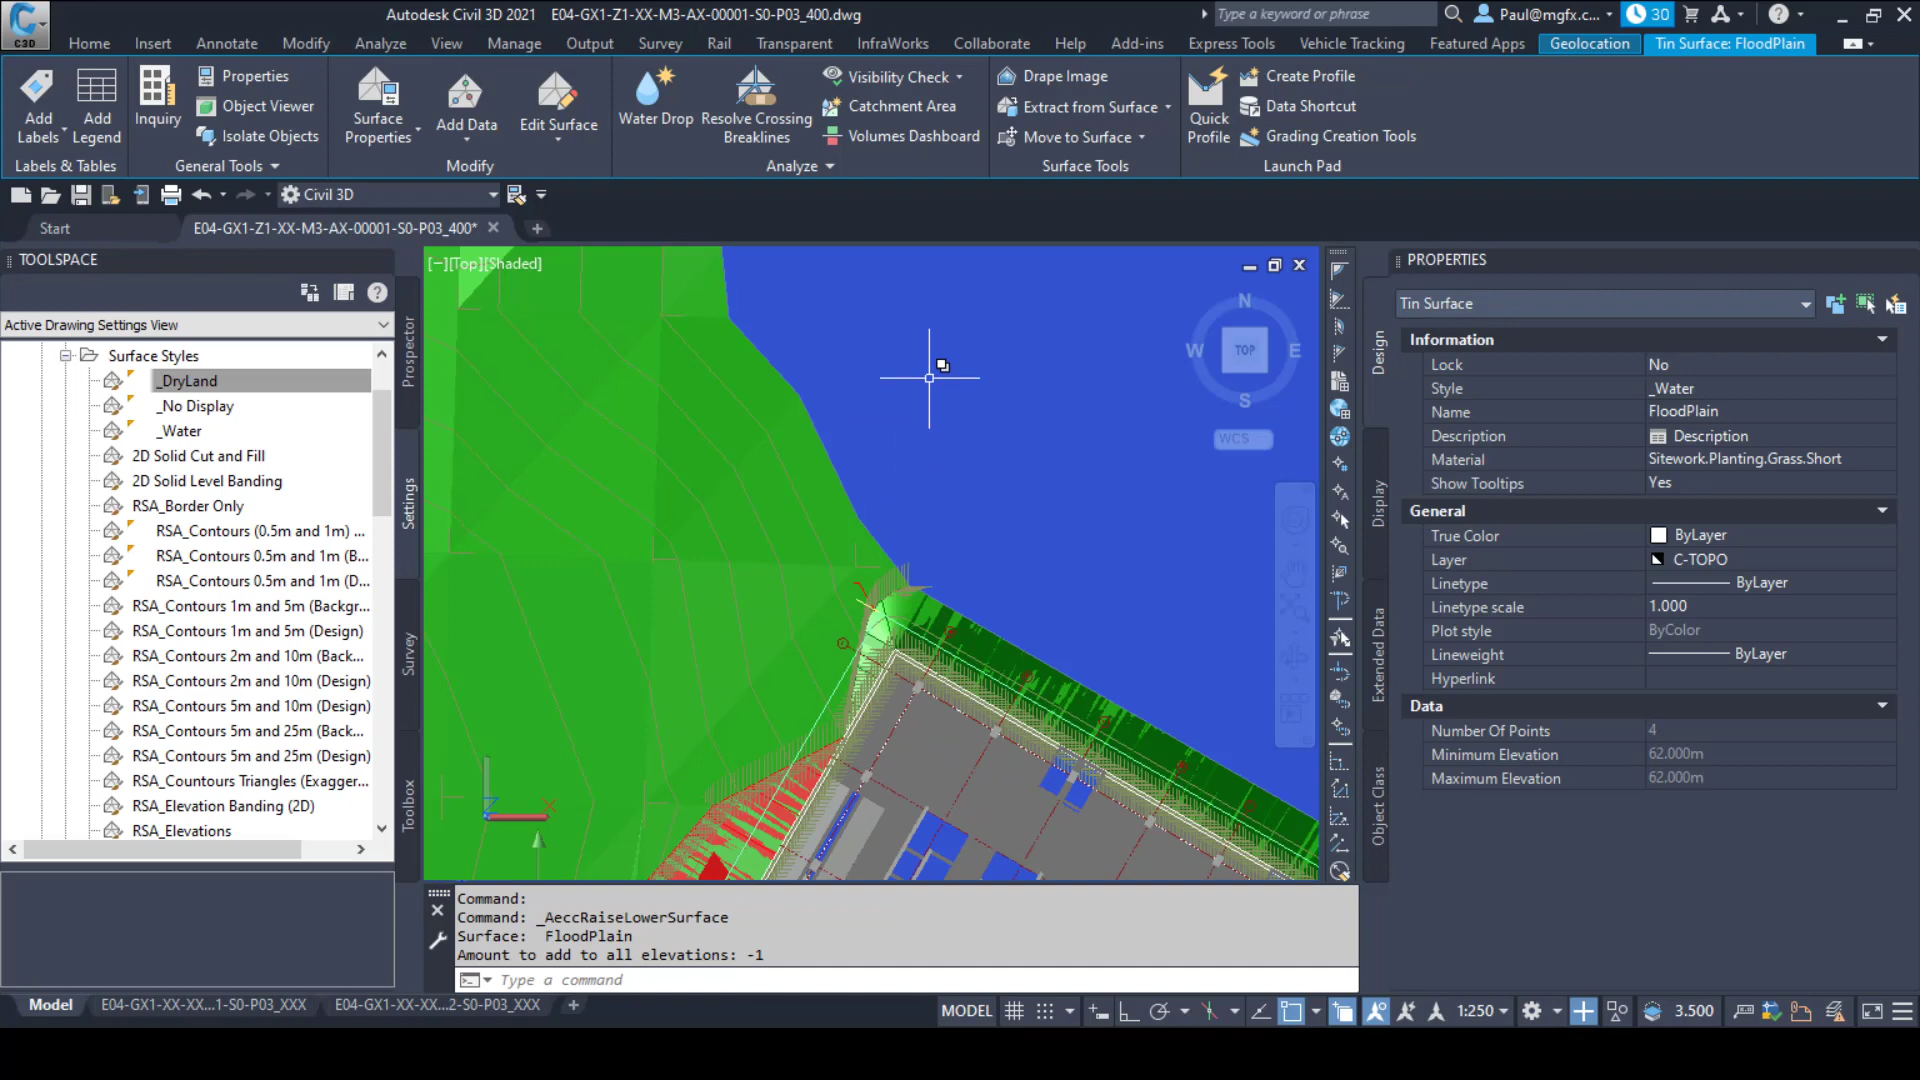 Autodesk Civil 3D 2021 E04-GX1-Z1-XX-M3-AX-00001-S0-P03_400.dwg
Type a keyword or phrase
Paul@mgfx.c...
30
C3D
Home Insert Annotate Modify Analyze View Manage Output Survey Rail Transparent InfraWorks Collaborate Help Add-ins Express Tools Vehicle Tracking Featured Apps Geolocation Tin Surface: FloodPlain
Add Labels
Add Legend
Labels & Tables
Inquiry
Properties
Object Viewer
Isolate Objects
General Tools
Surface Properties
Add Data
Edit Surface
Modify
Water Drop
Resolve Crossing Breaklines
Visibility Check
Catchment Area
Volumes Dashboard
Analyze
Drape Image
Extract from Surface
Move to Surface
Surface Tools
Quick Profile
Create Profile
Data Shortcut
Grading Creation Tools
Launch Pad
Civil 3D
Start
E04-GX1-Z1-XX-M3-AX-00001-S0-P03_400*
TOOLSPACE
Active Drawing Settings View
Surface Styles
_DryLand
_No Display
_Water
2D Solid Cut and Fill
2D Solid Level Banding
RSA_Border Only
RSA_Contours (0.5m and 1m) ...
RSA_Contours 0.5m and 1m (B...
RSA_Contours 0.5m and 1m (D...
RSA_Contours 1m and 5m (Backgr...
RSA_Contours 1m and 5m (Design)
RSA_Contours 2m and 10m (Back...
RSA_Contours 2m and 10m (Design)
RSA_Contours 5m and 10m (Design)
RSA_Contours 5m and 25m (Back...
RSA_Contours 5m and 25m (Design)
RSA_Countours Triangles (Exagger...
RSA_Elevation Banding (2D)
RSA_Elevations
Prospector
Settings
Survey
Toolbox
[−][Top][Shaded]
N
W TOP E
S
WCS
Z X
Command:
Command: _AeccRaiseLowerSurface
Surface: FloodPlain
Amount to add to all elevations: -1
Type a command
PROPERTIES
Design
Display
Extended Data
Object Class
Tin Surface
Information
Lock No
Style _Water
Name FloodPlain
Description Description
Material Sitework.Planting.Grass.Short
Show Tooltips Yes
General
True Color ByLayer
Layer C-TOPO
Linetype ByLayer
Linetype scale 1.000
Plot style ByColor
Lineweight ByLayer
Hyperlink
Data
Number Of Points 4
Minimum Elevation 62.000m
Maximum Elevation 62.000m
Model E04-GX1-XX-XX...1-S0-P03_XXX E04-GX1-XX-XX...2-S0-P03_XXX
MODEL 1:250 3.500